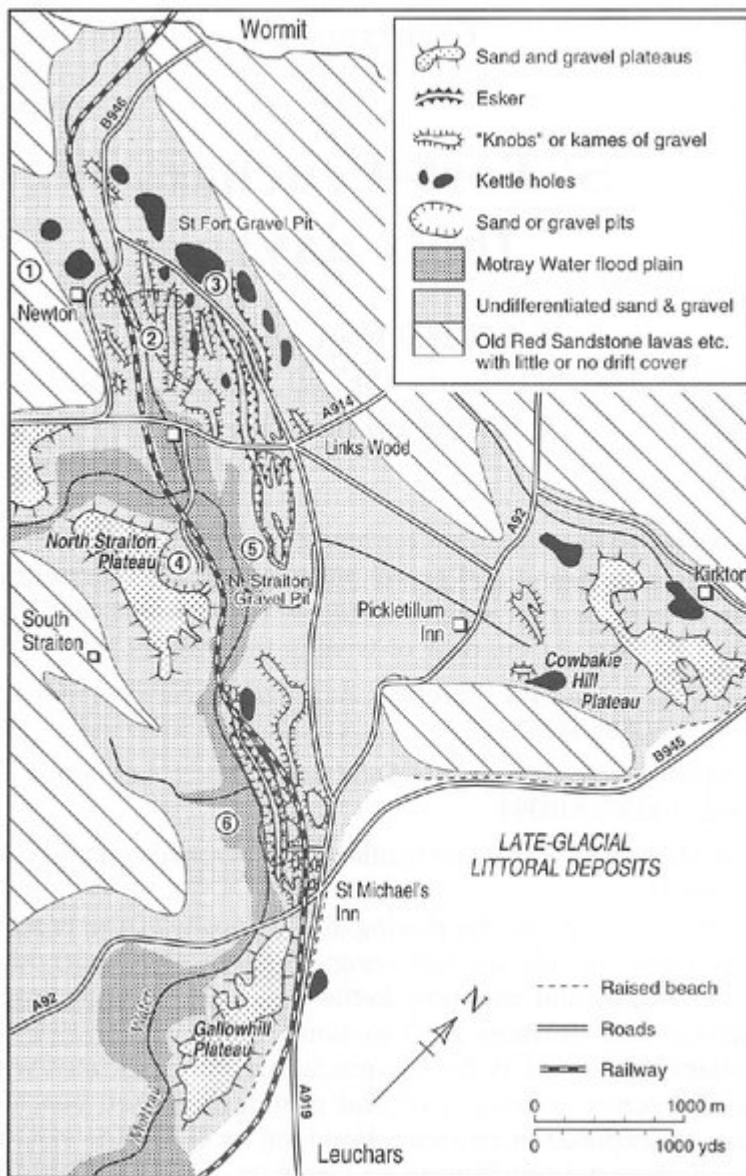 Wormit
B946
St Fort Gravel Pit
1
Newton
2
3
A914
Links Wood
North Straiton
Plateau
4
5
N. Straiton
Gravel Pit
South
Straiton
Pickletillum
Inn
A92
Kirkton
Cowbakie
Hill
Plateau
B945
6
LATE-GLACIAL
LITTORAL DEPOSITS
St Michael's
Inn
A92
Water
Motray
Gallowhill
Plateau
A919
Leuchars
N
Sand and gravel plateaus
Esker
"Knobs" or kames of gravel
Kettle holes
Sand or gravel pits
Motray Water flood plain
Undifferentiated sand & gravel
Old Red Sandstone lavas etc.
with little or no drift cover
Raised beach
Roads
Railway
0 1000 m
0 1000 yds